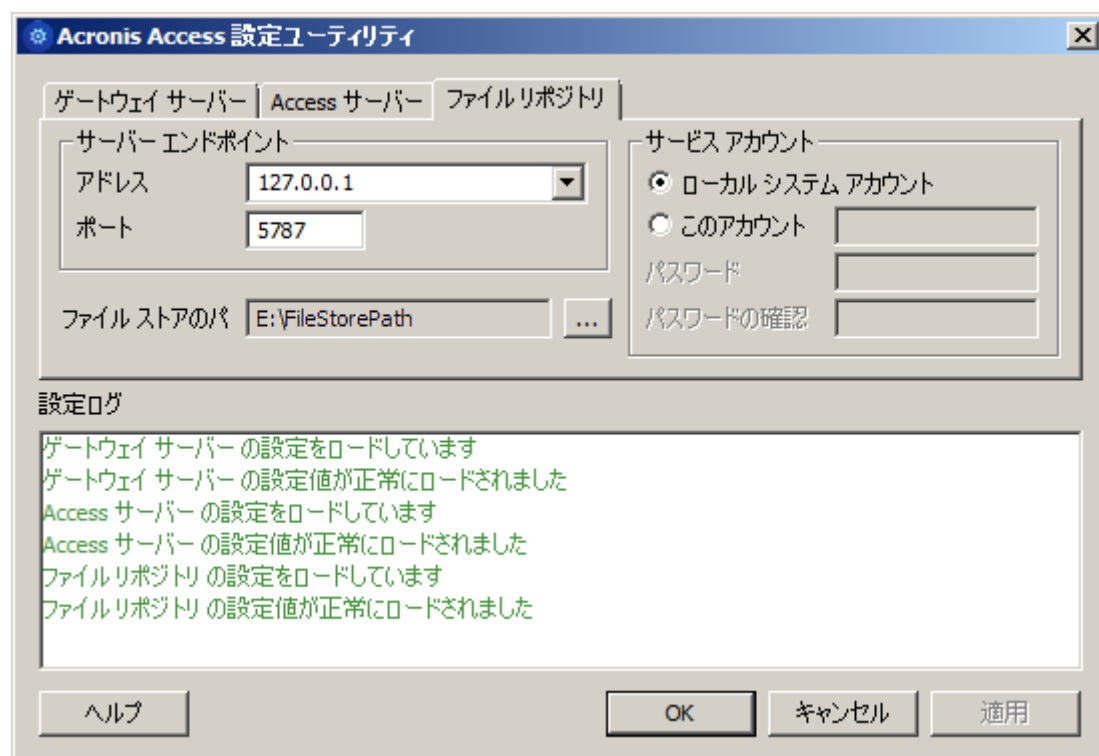 Acronis Access 設定ユーティリティ
ゲートウェイ サーバー
Access サーバー
ファイル リポジトリ
サーバー エンドポイント
アドレス
127.0.0.1
ポート
5787
ファイル ストアのパ
E:\FileStorePath
...
サービス アカウント
ローカル システム アカウント
このアカウント
パスワード
パスワードの確認
設定ログ
ゲートウェイ サーバー の設定をロードしています
ゲートウェイ サーバー の設定値が正常にロードされました
Access サーバー の設定をロードしています
Access サーバー の設定値が正常にロードされました
ファイル リポジトリ の設定をロードしています
ファイル リポジトリ の設定値が正常にロードされました
ヘルプ
OK
キャンセル
適用